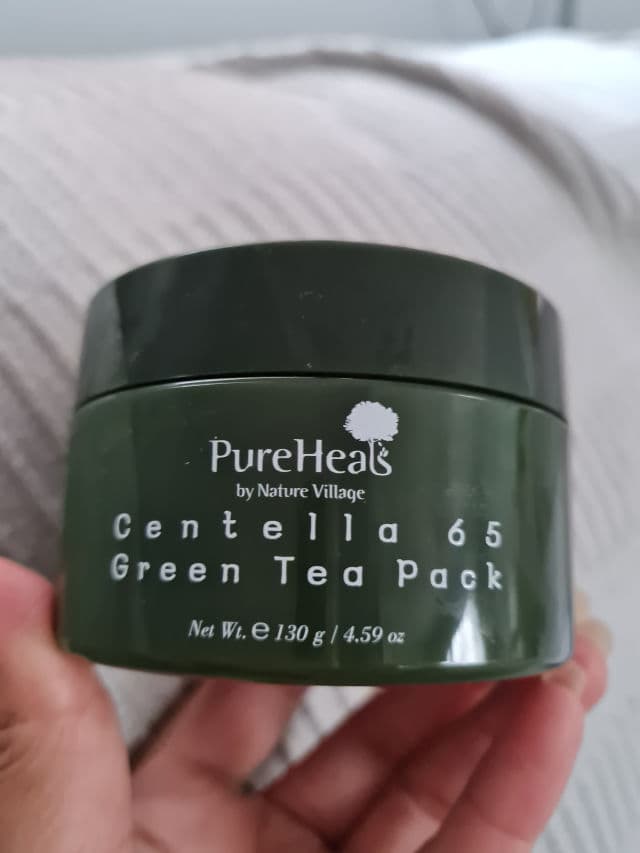 PureHeals
by Nature Village
Centella 65
Green Tea Pack
Net Wt. e 130 g / 4.59 oz